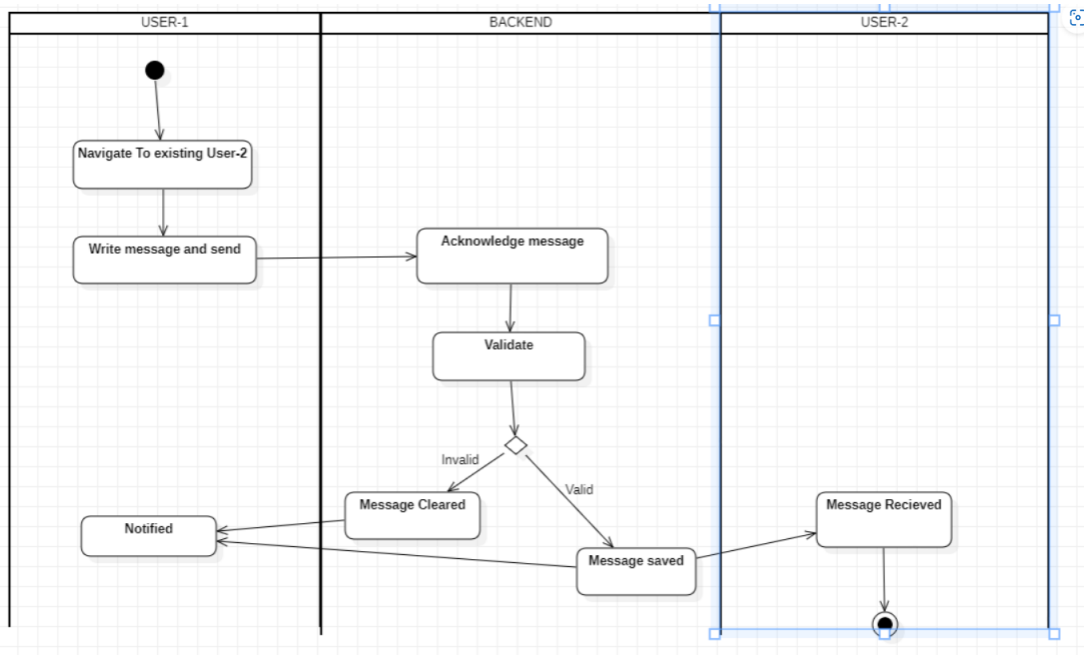 USER-1
BACKEND
USER-2
Navigate To existing User-2
Write message and send
Acknowledge message
Validate
Invalid
Valid
Message Cleared
Message Recieved
Notified
Message saved